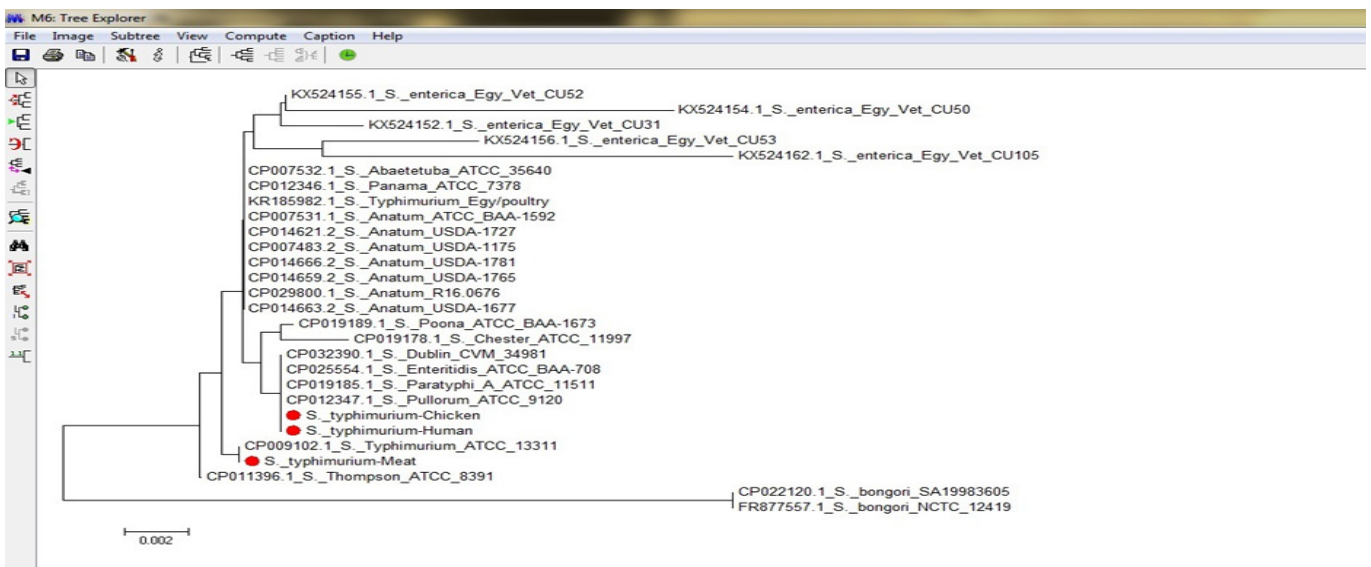 M6: Tree Explorer
File Image Subtree View Compute Caption Help
KX524155.1_S._enterica_Egy_Vet_CU52
KX524154.1_S._enterica_Egy_Vet_CU50
KX524152.1_S._enterica_Egy_Vet_CU31
KX524156.1_S._enterica_Egy_Vet_CU53
KX524162.1_S._enterica_Egy_Vet_CU105
CP007532.1_S._Abaetetuba_ATCC_35640
CP012346.1_S._Panama_ATCC_7378
KR185982.1_S._Typhimurium_Egy/poultry
CP007531.1_S._Anatum_ATCC_BAA-1592
CP014621.2_S._Anatum_USDA-1727
CP007483.2_S._Anatum_USDA-1175
CP014666.2_S._Anatum_USDA-1781
CP014659.2_S._Anatum_USDA-1765
CP029800.1_S._Anatum_R16.0676
CP014663.2_S._Anatum_USDA-1677
CP019189.1_S._Poona_ATCC_BAA-1673
CP019178.1_S._Chester_ATCC_11997
CP032390.1_S._Dublin_CVM_34981
CP025554.1_S._Enteritidis_ATCC_BAA-708
CP019185.1_S._Paratyphi_A_ATCC_11511
CP012347.1_S._Pullorum_ATCC_9120
S._typhimurium-Chicken
S._typhimurium-Human
CP009102.1_S._Typhimurium_ATCC_13311
S._typhimurium-Meat
CP011396.1_S._Thompson_ATCC_8391
CP022120.1_S._bongori_SA19983605
FR877557.1_S._bongori_NCTC_12419
0.002